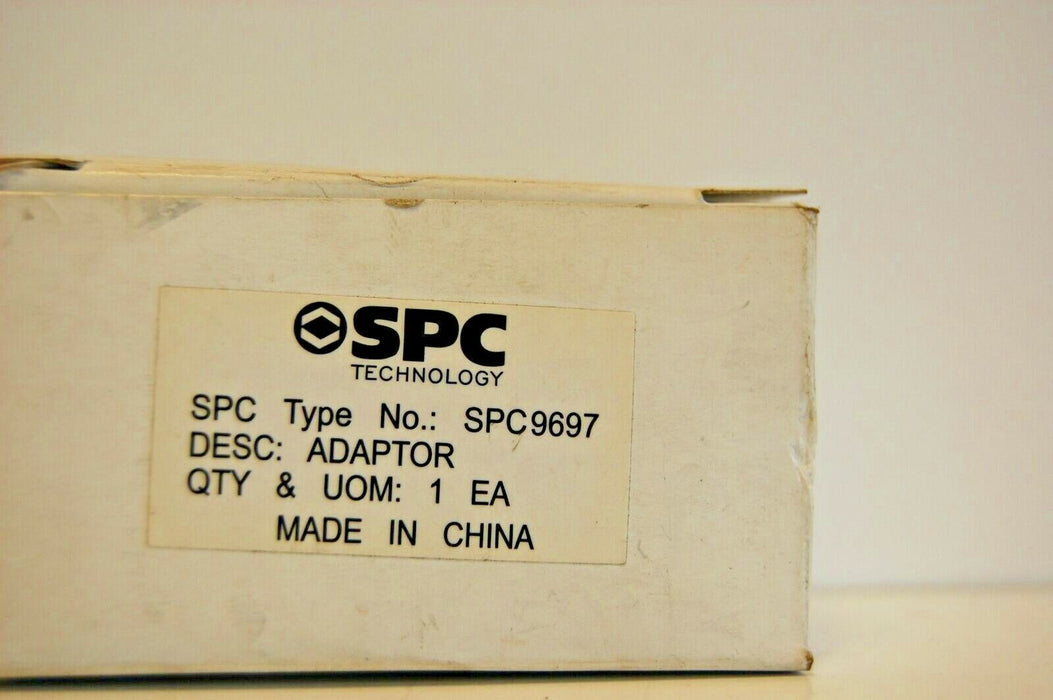 SPC
TECHNOLOGY
SPC Type No.: SPC9697
DESC: ADAPTOR
QTY & UOM: 1 EA
MADE IN CHINA